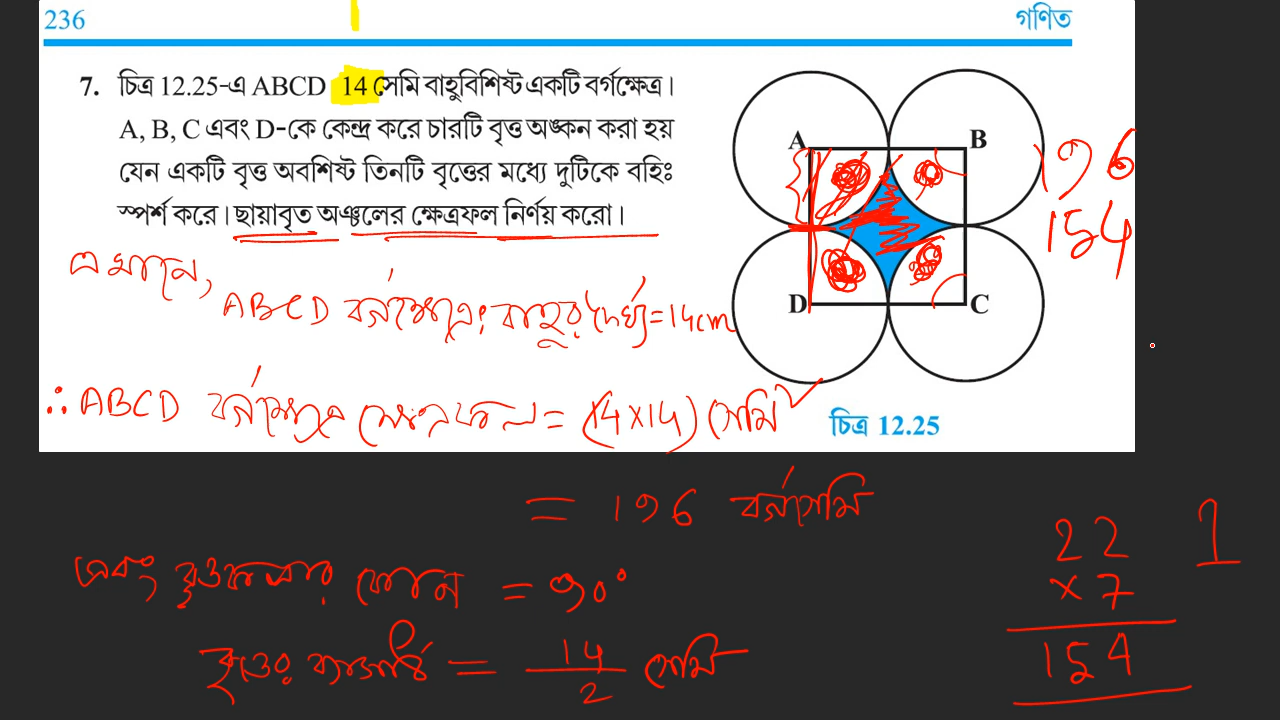 236 গণিত
7. চিত্র 12.25-এ ABCD 14 সেমি বাহুবিশিষ্ট একটি বর্গক্ষেত্র।
A, B, C এবং D-কে কেন্দ্র করে চারটি বৃত্ত অঙ্কন করা হয়
যেন একটি বৃত্ত অবশিষ্ট তিনটি বৃত্তের মধ্যে দুটিকে বহিঃ
স্পর্শ করে। ছায়াবৃত অঞ্চলের ক্ষেত্রফল নির্ণয় করো।
A B
D C
চিত্র 12.25
196
154
এখানে,
ABCD বর্গক্ষেত্রের বাহুর দৈর্ঘ্য = 14cm
∴ ABCD বর্গক্ষেত্রের ক্ষেত্রফল = (14×14) সেমি²
= 196 বর্গসেমি
এবং বৃত্তকলার কোণ = 90°
বৃত্তের ব্যাসার্ধ = 14/2 সেমি
22 1
×7
154